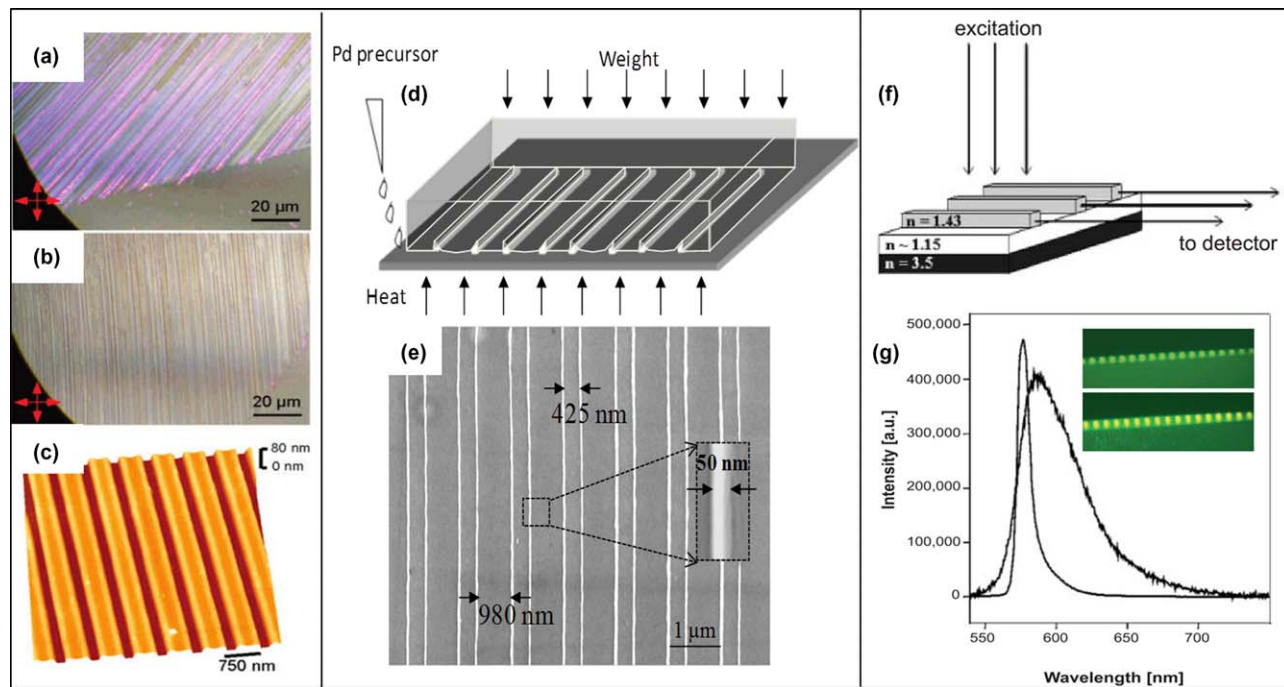 (a)
20 µm
(b)
20 µm
(c)
80 nm
0 nm
750 nm
Pd precursor
(d)
Weight
Heat
(e)
425 nm
50 nm
980 nm
1 µm
excitation
(f)
n = 1.43
n ~ 1.15
n = 3.5
to detector
(g)
500,000
400,000
300,000
200,000
100,000
0
Intensity [a.u.]
550 600 650 700
Wavelength [nm]